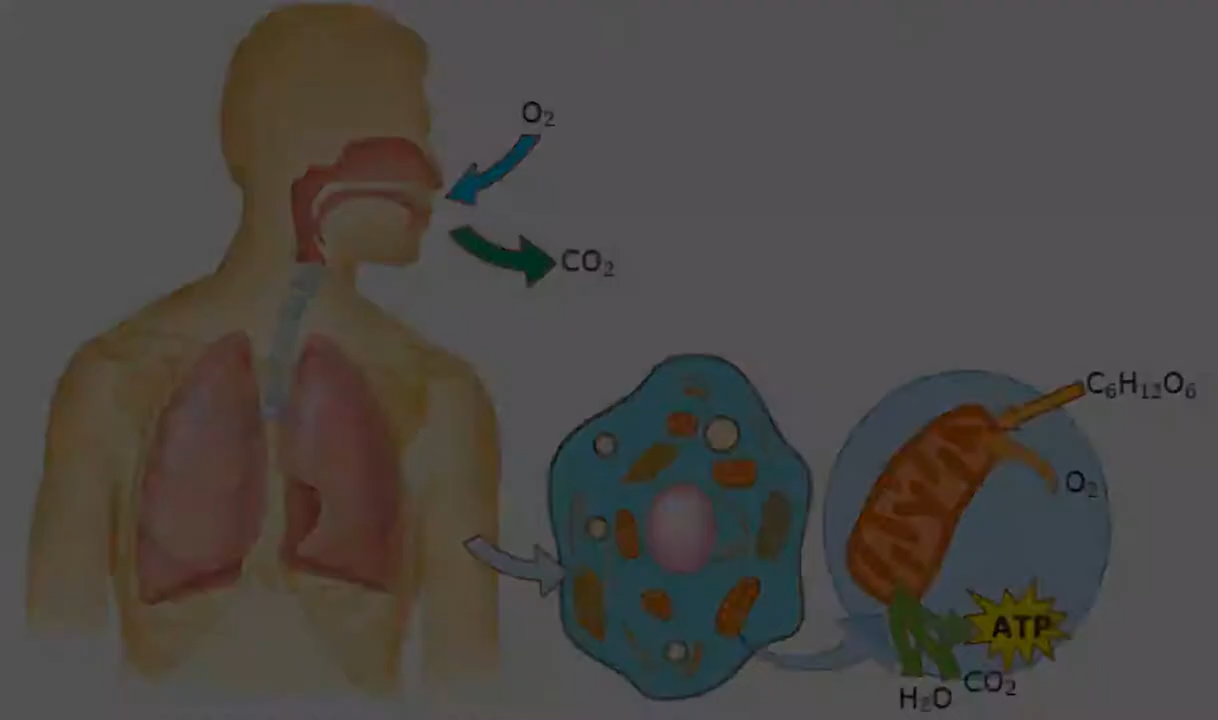 O₂
CO₂
C₆H₁₂O₆
O₂
ATP
CO₂
H₂O